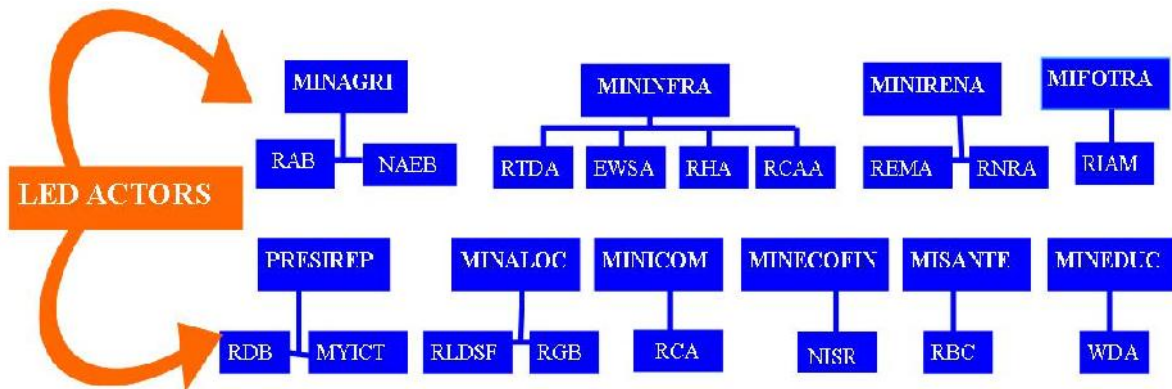 MINAGRI
MININFRA
MINIRENA
MIFOTRA
RAB
NAEB
RTDA
EWSA
RHA
RCAA
REMA
RNRA
RIAM
LED ACTORS
PRESIREP
MINALOC
MINICOM
MINECOFIN
MISANTE
MINEDUC
RDB
MYICT
RLDSF
RGB
RCA
NISR
RBC
WDA